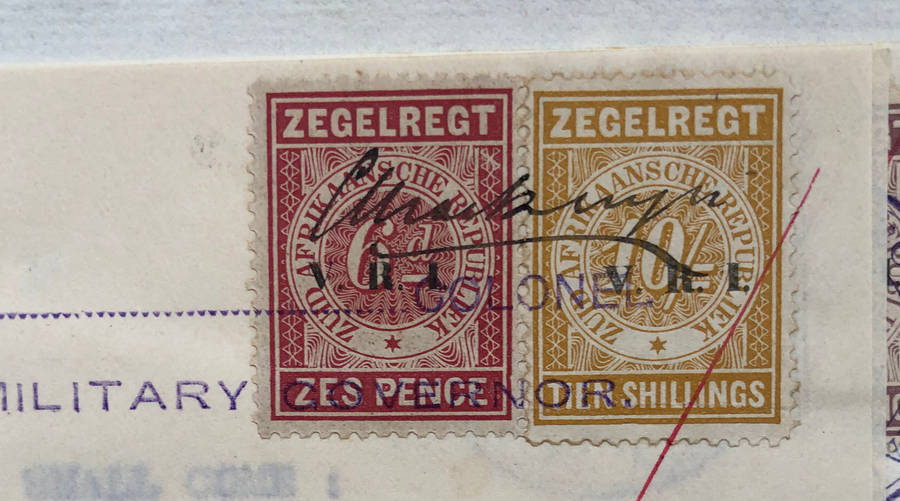 ZEGELREGT ZEGELREGT
ZUID AFRIKAANSCHE REPUBLIEK ZUID AFRIKAANSCHE REPUBLIEK
6d 10/
V. R. I. V. R. I.
COLONEL.
ZES PENCE TIEN SHILLINGS
MILITARY GOVERNOR.